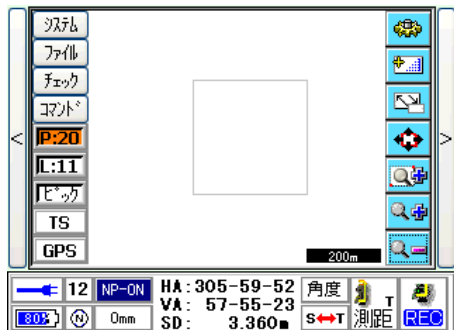 システム
ファイル
チェック
コマンド
<
P:20
>
L:11
ﾋﾟｯｸ
TS
GPS
200m
12
NP-ON
HA:305-59-52
角度
VA: 57-55-23
T
80%
N
0mm
SD: 3.360m
S↔T
測距
REC